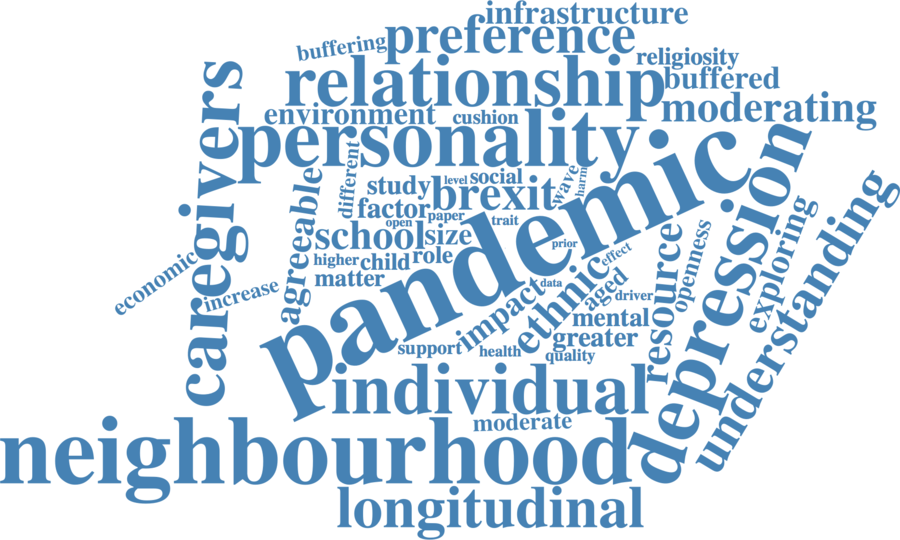 infrastructure
preference
buffering
religiosity
relationship
buffered
moderating
environment
cushion
personality
caregivers
pandemic
depression
different
agreeable
study
level
social
brexit
wave
harm
factor
paper
trait
open
school
size
prior
effect
higher
child
role
matter
economic
increase
data
impact
ethnic
aged
driver
resource
openness
exploring
understanding
mental
greater
support
health
quality
individual
moderate
neighbourhood
longitudinal